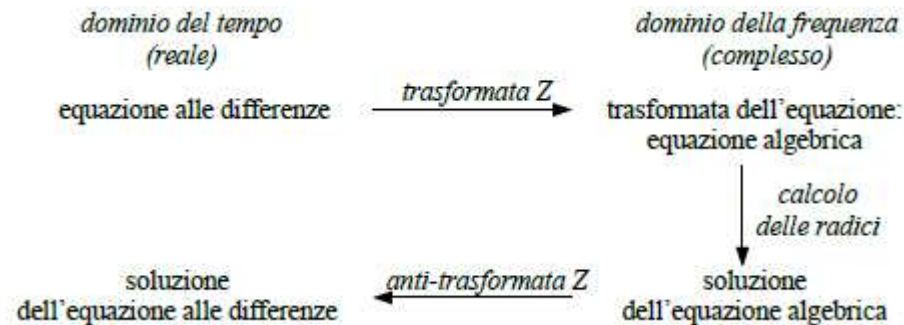 dominio del tempo
(reale)
dominio della frequenza
(complesso)
equazione alle differenze
trasformata Z
trasformata dell'equazione:
equazione algebrica
calcolo
delle radici
soluzione
dell'equazione alle differenze
anti-trasformata Z
soluzione
dell'equazione algebrica